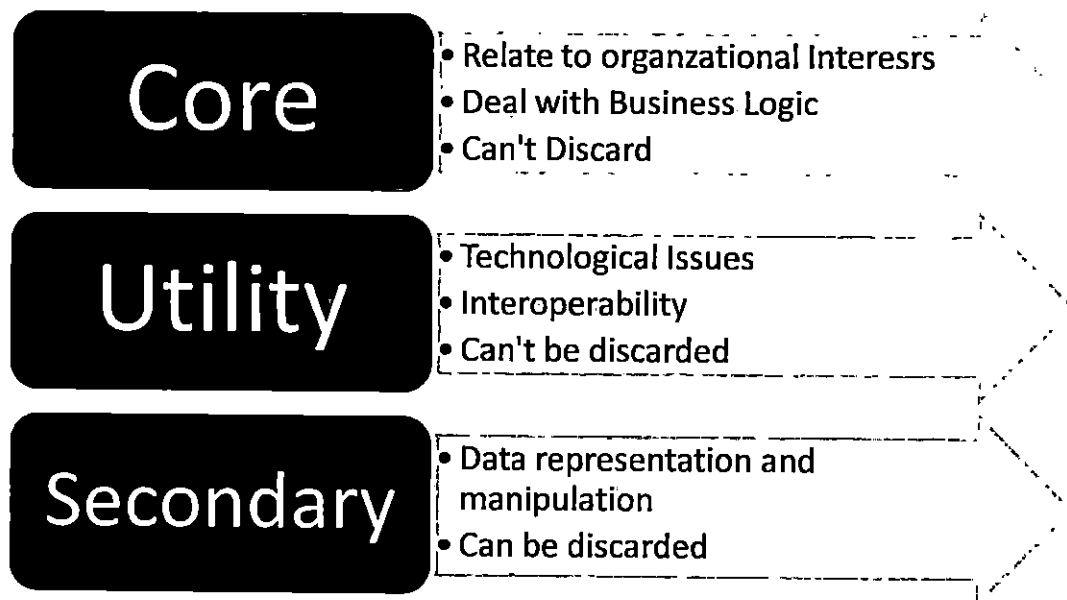 Core
• Relate to organzational Interesrs
• Deal with Business Logic
• Can't Discard
Utility
• Technological Issues
• Interoperability
• Can't be discarded
Secondary
• Data representation and
manipulation
• Can be discarded